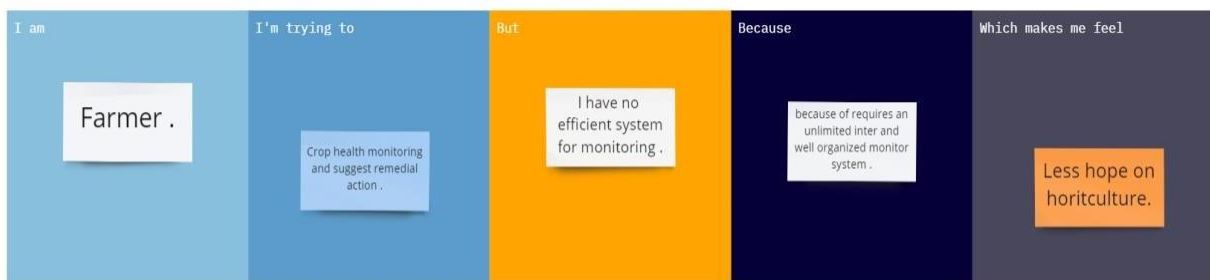 I am
Farmer .
I'm trying to
Crop health monitoring
and suggest remedial
action .
But
I have no
efficient system
for monitoring .
Because
because of requires an
unlimited inter and
well organized monitor
system .
Which makes me feel
Less hope on
horitculture.